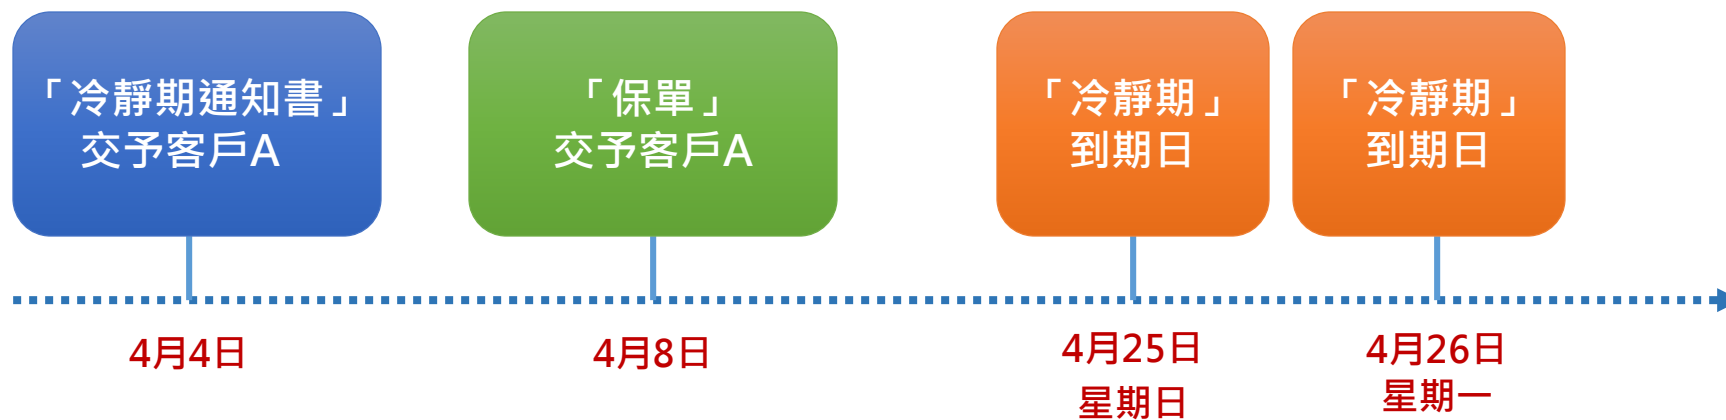 「冷靜期通知書」
交予客戶A
「保單」
交予客戶A
「冷靜期」
到期日
「冷靜期」
到期日
4月4日
4月8日
4月25日
星期日
4月26日
星期一